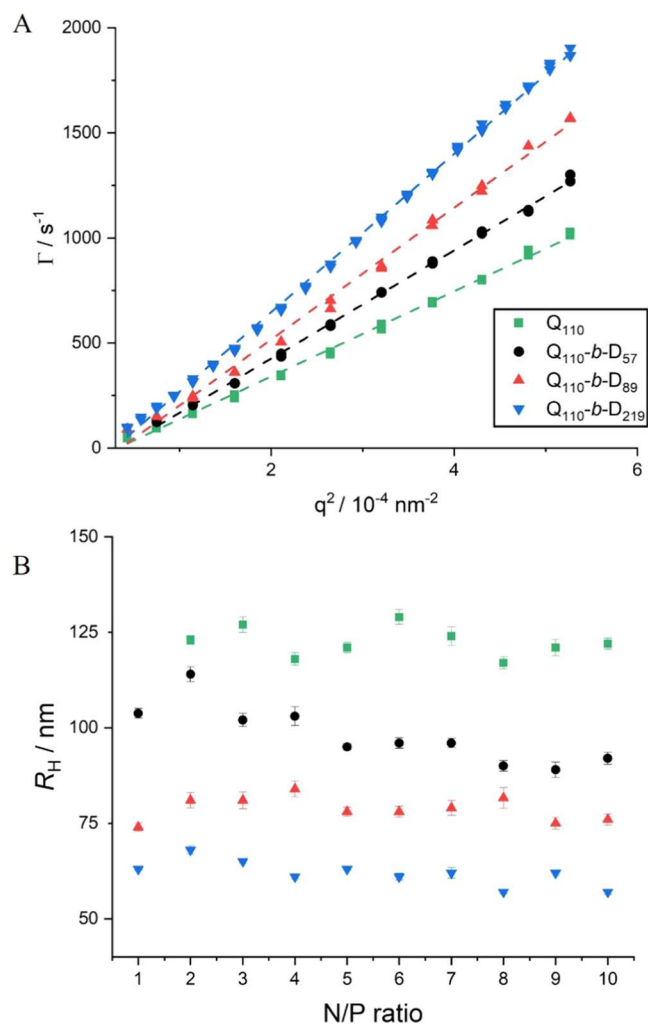 A
2000
1500
1000
500
0
Γ / s⁻¹
2
4
6
q² / 10⁻⁴ nm⁻²
Q₁₁₀
Q₁₁₀-b-D₅₇
Q₁₁₀-b-D₈₉
Q₁₁₀-b-D₂₁₉
B
150
125
100
75
50
R_H / nm
1 2 3 4 5 6 7 8 9 10
N/P ratio